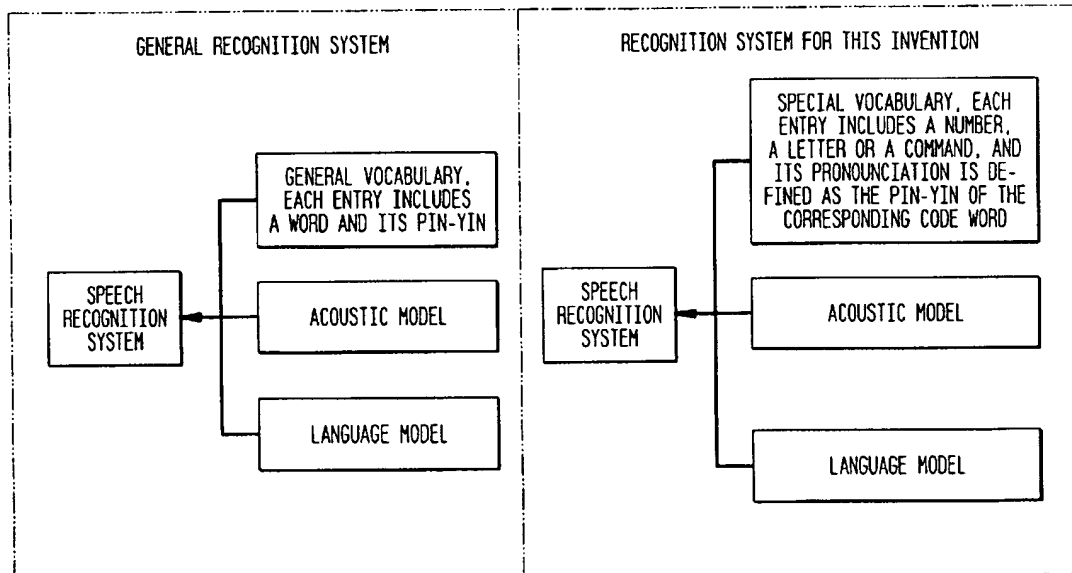 GENERAL RECOGNITION SYSTEM
GENERAL VOCABULARY,
EACH ENTRY INCLUDES
A WORD AND ITS PIN-YIN
SPEECH
RECOGNITION
SYSTEM
ACOUSTIC MODEL
LANGUAGE MODEL
RECOGNITION SYSTEM FOR THIS INVENTION
SPECIAL VOCABULARY, EACH
ENTRY INCLUDES A NUMBER,
A LETTER OR A COMMAND, AND
ITS PRONOUNCIATION IS DE-
FINED AS THE PIN-YIN OF THE
CORRESPONDING CODE WORD
SPEECH
RECOGNITION
SYSTEM
ACOUSTIC MODEL
LANGUAGE MODEL